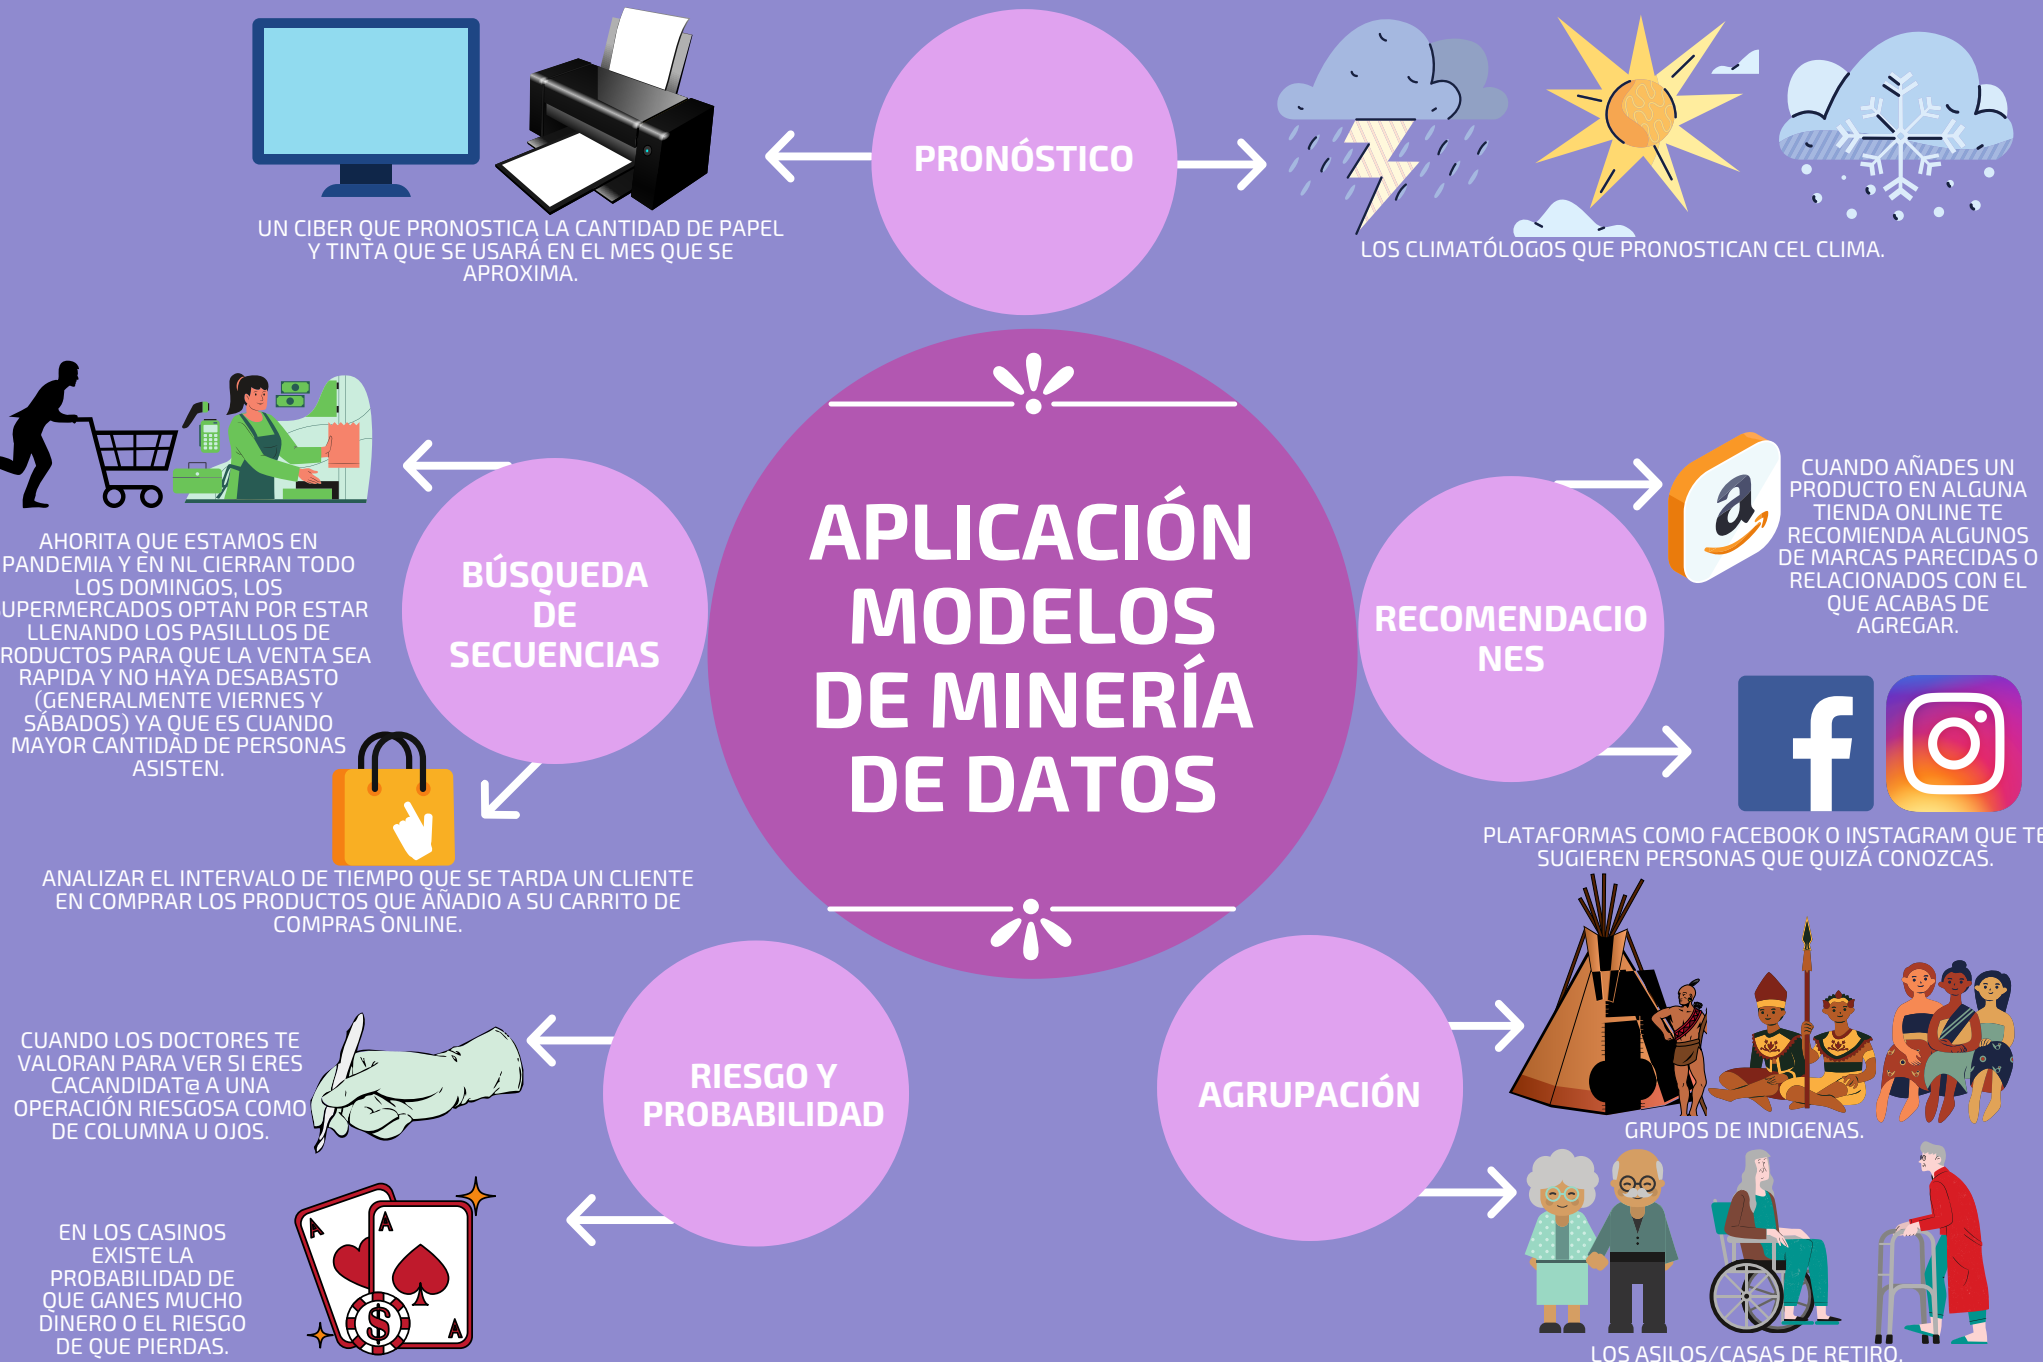 PRONÓSTICO
UN CIBER QUE PRONOSTICA LA CANTIDAD DE PAPEL
Y TINTA QUE SE USARÁ EN EL MES QUE SE
APROXIMA.
LOS CLIMATÓLOGOS QUE PRONOSTICAN CEL CLIMA.
APLICACIÓN
MODELOS
DE MINERÍA
DE DATOS
BÚSQUEDA
DE
SECUENCIAS
AHORITA QUE ESTAMOS EN
PANDEMIA Y EN NL CIERRAN TODO
LOS DOMINGOS, LOS
SUPERMERCADOS OPTAN POR ESTAR
LLENANDO LOS PASILLLOS DE
PRODUCTOS PARA QUE LA VENTA SEA
RAPIDA Y NO HAYA DESABASTO
(GENERALMENTE VIERNES Y
SÁBADOS) YA QUE ES CUANDO
MAYOR CANTIDAD DE PERSONAS
ASISTEN.
ANALIZAR EL INTERVALO DE TIEMPO QUE SE TARDA UN CLIENTE
EN COMPRAR LOS PRODUCTOS QUE AÑADIO A SU CARRITO DE
COMPRAS ONLINE.
RECOMENDACIO
NES
a
CUANDO AÑADES UN
PRODUCTO EN ALGUNA
TIENDA ONLINE TE
RECOMIENDA ALGUNOS
DE MARCAS PARECIDAS O
RELACIONADOS CON EL
QUE ACABAS DE
AGREGAR.
f
PLATAFORMAS COMO FACEBOOK O INSTAGRAM QUE TE
SUGIEREN PERSONAS QUE QUIZÁ CONOZCAS.
RIESGO Y
PROBABILIDAD
CUANDO LOS DOCTORES TE
VALORAN PARA VER SI ERES
CACANDIDAT@ A UNA
OPERACIÓN RIESGOSA COMO
DE COLUMNA U OJOS.
EN LOS CASINOS
EXISTE LA
PROBABILIDAD DE
QUE GANES MUCHO
DINERO O EL RIESGO
DE QUE PIERDAS.
A
A
A
$
AGRUPACIÓN
GRUPOS DE INDIGENAS.
LOS ASILOS/CASAS DE RETIRO.